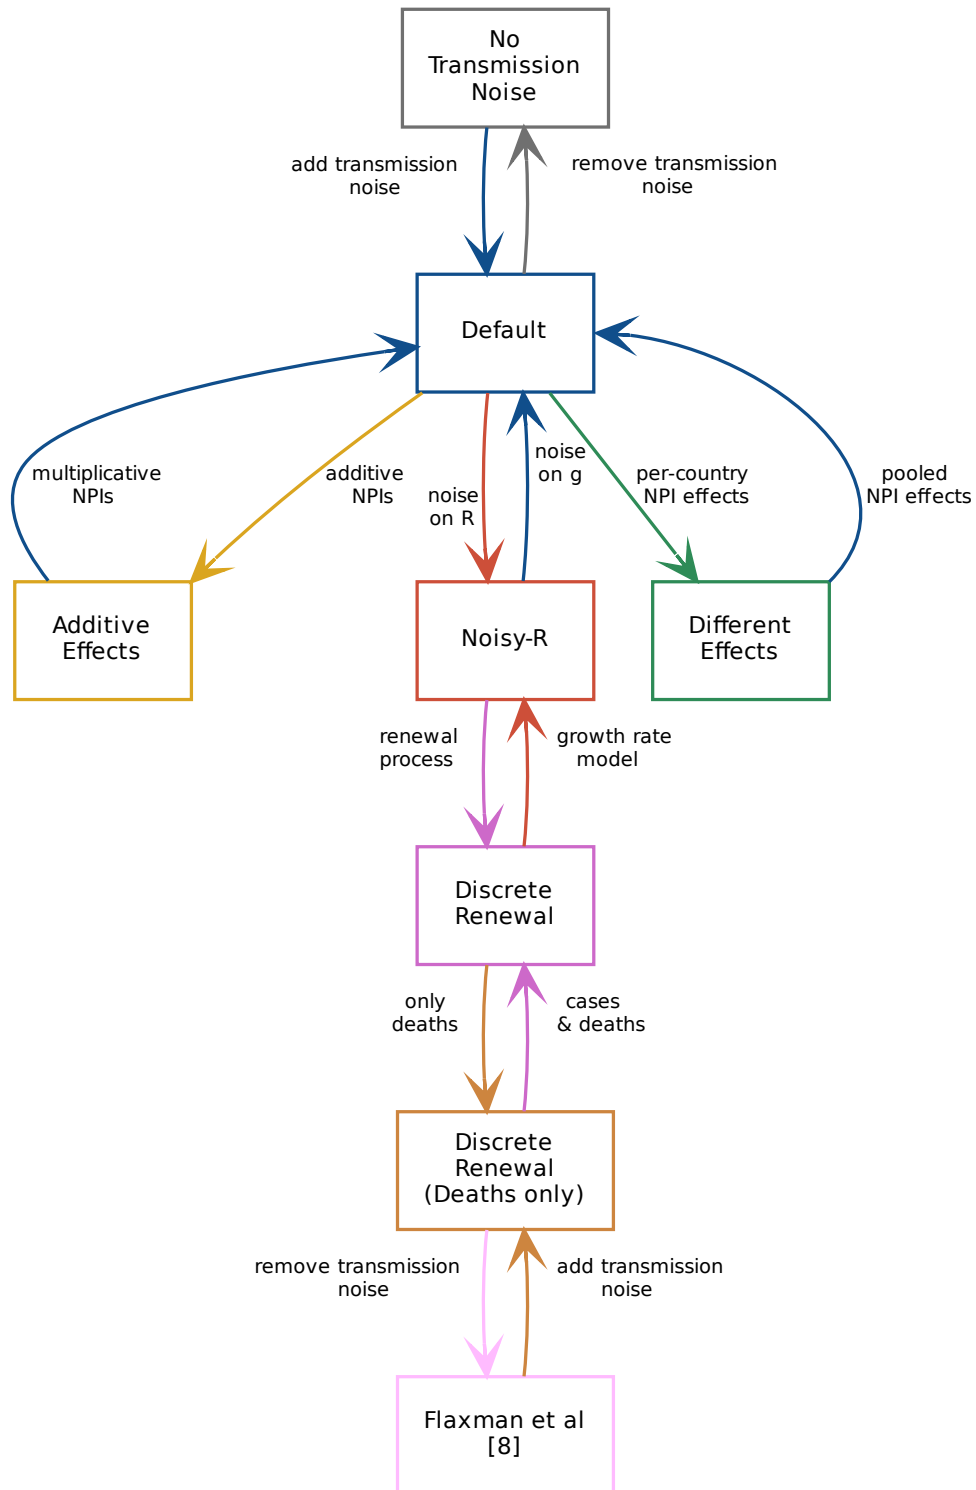 No
Transmission
Noise
add transmission
noise
remove transmission
noise
Default
multiplicative
NPIs
additive
NPIs
noise
on R
noise
on g
per-country
NPI effects
pooled
NPI effects
Additive
Effects
Noisy-R
Different
Effects
renewal
process
growth rate
model
Discrete
Renewal
only
deaths
cases
& deaths
Discrete
Renewal
(Deaths only)
remove transmission
noise
add transmission
noise
Flaxman et al
[8]